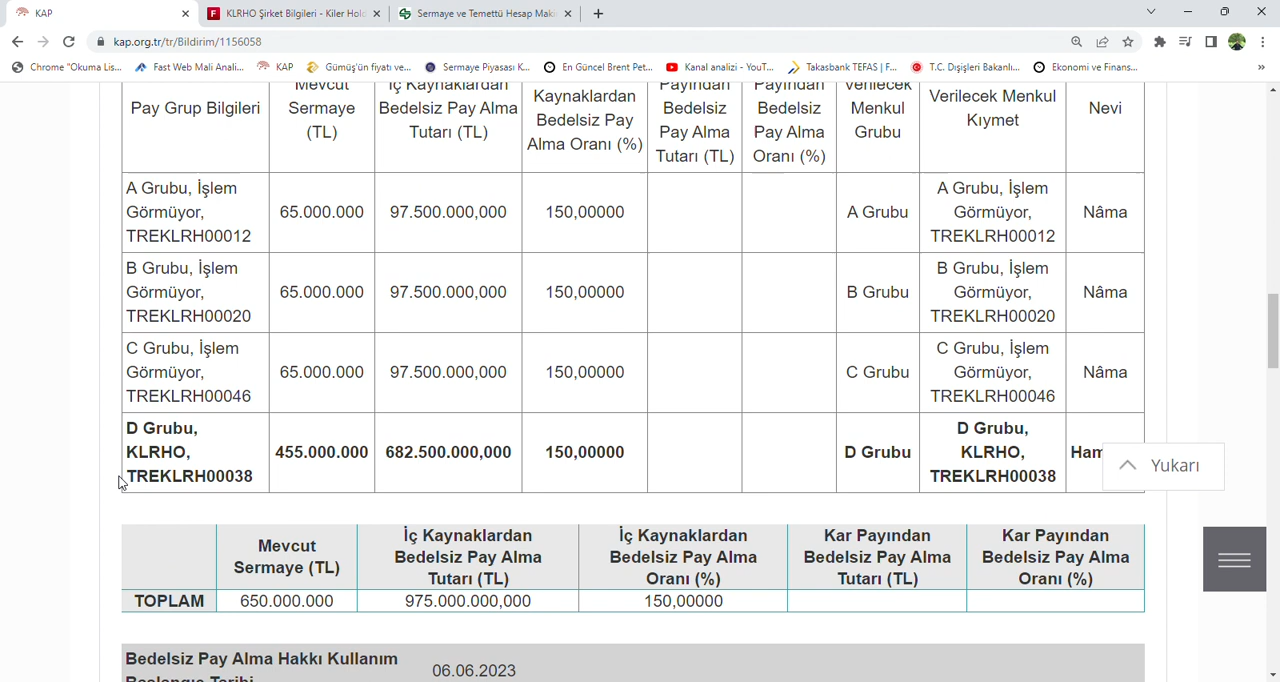 KAP
KLRHO Şirket Bilgileri - Kiler Hold
Sermaye ve Temettü Hesap Maki
kap.org.tr/tr/Bildirim/1156058
Chrome "Okuma Lis...
Fast Web Mali Anali...
KAP
Gümüş'ün fiyatı ve...
Sermaye Piyasası K...
En Güncel Brent Pet...
Kanal analizi - YouT...
Takasbank TEFAS | F...
T.C. Dışişleri Bakanlı...
Ekonomi ve Finans...
»
Pay Grup Bilgileri
Mevcut
Sermaye
(TL)
İç Kaynaklardan
Bedelsiz Pay Alma
Tutarı (TL)
Kaynaklardan
Bedelsiz Pay
Alma Oranı (%)
Payından
Bedelsiz
Pay Alma
Tutarı (TL)
Payından
Bedelsiz
Pay Alma
Oranı (%)
Verilecek
Menkul
Grubu
Verilecek Menkul
Kıymet
Nevi
A Grubu, İşlem
Görmüyor,
TREKLRH00012
65.000.000
97.500.000,000
150,00000
A Grubu
A Grubu, İşlem
Görmüyor,
TREKLRH00012
Nâma
B Grubu, İşlem
Görmüyor,
TREKLRH00020
65.000.000
97.500.000,000
150,00000
B Grubu
B Grubu, İşlem
Görmüyor,
TREKLRH00020
Nâma
C Grubu, İşlem
Görmüyor,
TREKLRH00046
65.000.000
97.500.000,000
150,00000
C Grubu
C Grubu, İşlem
Görmüyor,
TREKLRH00046
Nâma
D Grubu,
KLRHO,
TREKLRH00038
455.000.000
682.500.000,000
150,00000
D Grubu
D Grubu,
KLRHO,
TREKLRH00038
Ham
Yukarı
Mevcut
Sermaye (TL)
İç Kaynaklardan
Bedelsiz Pay Alma
Tutarı (TL)
İç Kaynaklardan
Bedelsiz Pay Alma
Oranı (%)
Kar Payından
Bedelsiz Pay Alma
Tutarı (TL)
Kar Payından
Bedelsiz Pay Alma
Oranı (%)
TOPLAM
650.000.000
975.000.000,000
150,00000
Bedelsiz Pay Alma Hakkı Kullanım
Başlangıç Tarihi
06.06.2023